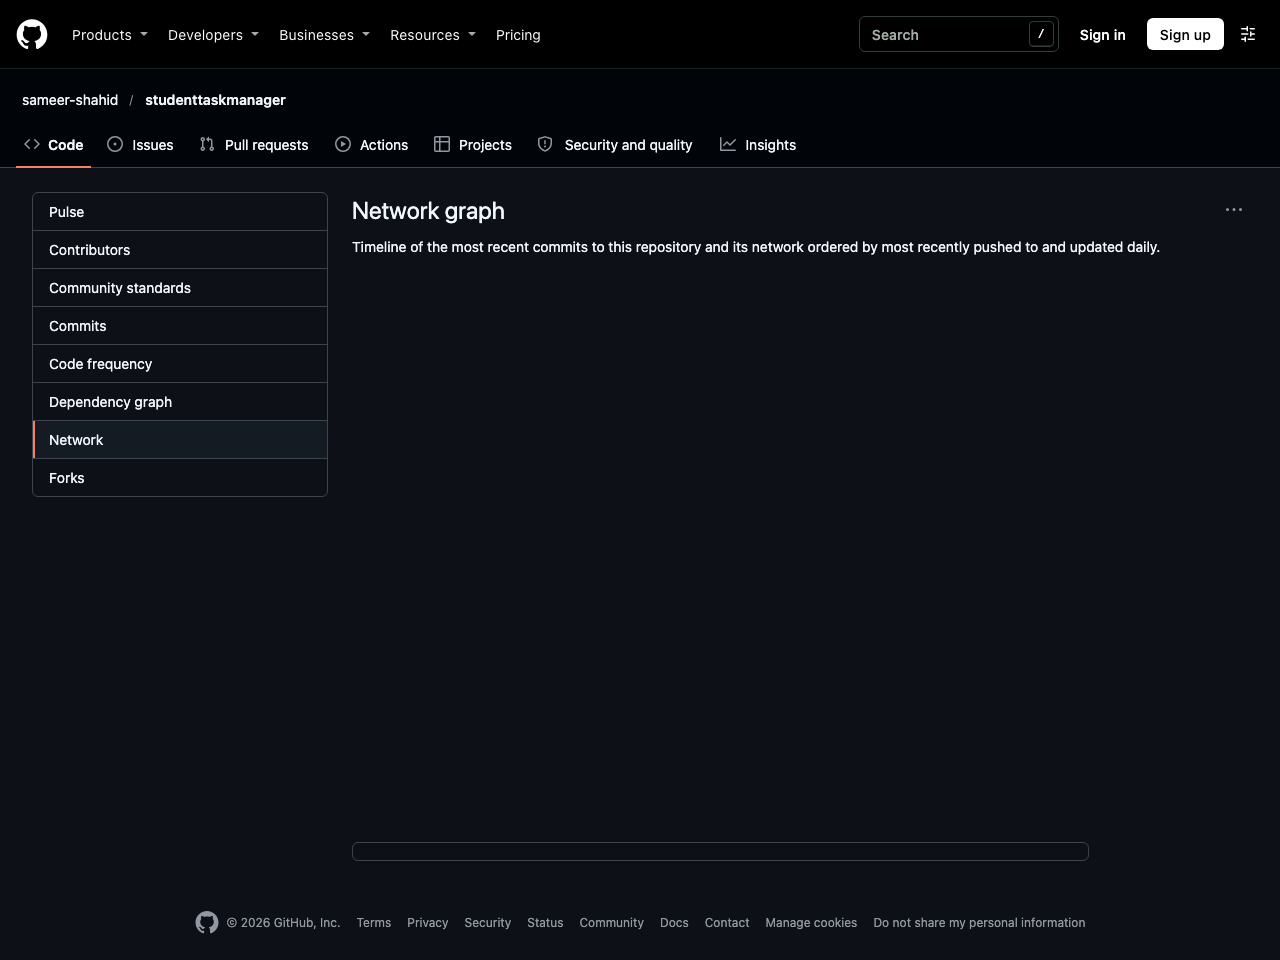 Products Developers Businesses Resources Pricing Search / Sign in Sign up
sameer-shahid / studenttaskmanager
Code Issues Pull requests Actions Projects Security and quality Insights
Pulse
Contributors
Community standards
Commits
Code frequency
Dependency graph
Network
Forks
Network graph
Timeline of the most recent commits to this repository and its network ordered by most recently pushed to and updated daily.
© 2026 GitHub, Inc. Terms Privacy Security Status Community Docs Contact Manage cookies Do not share my personal information